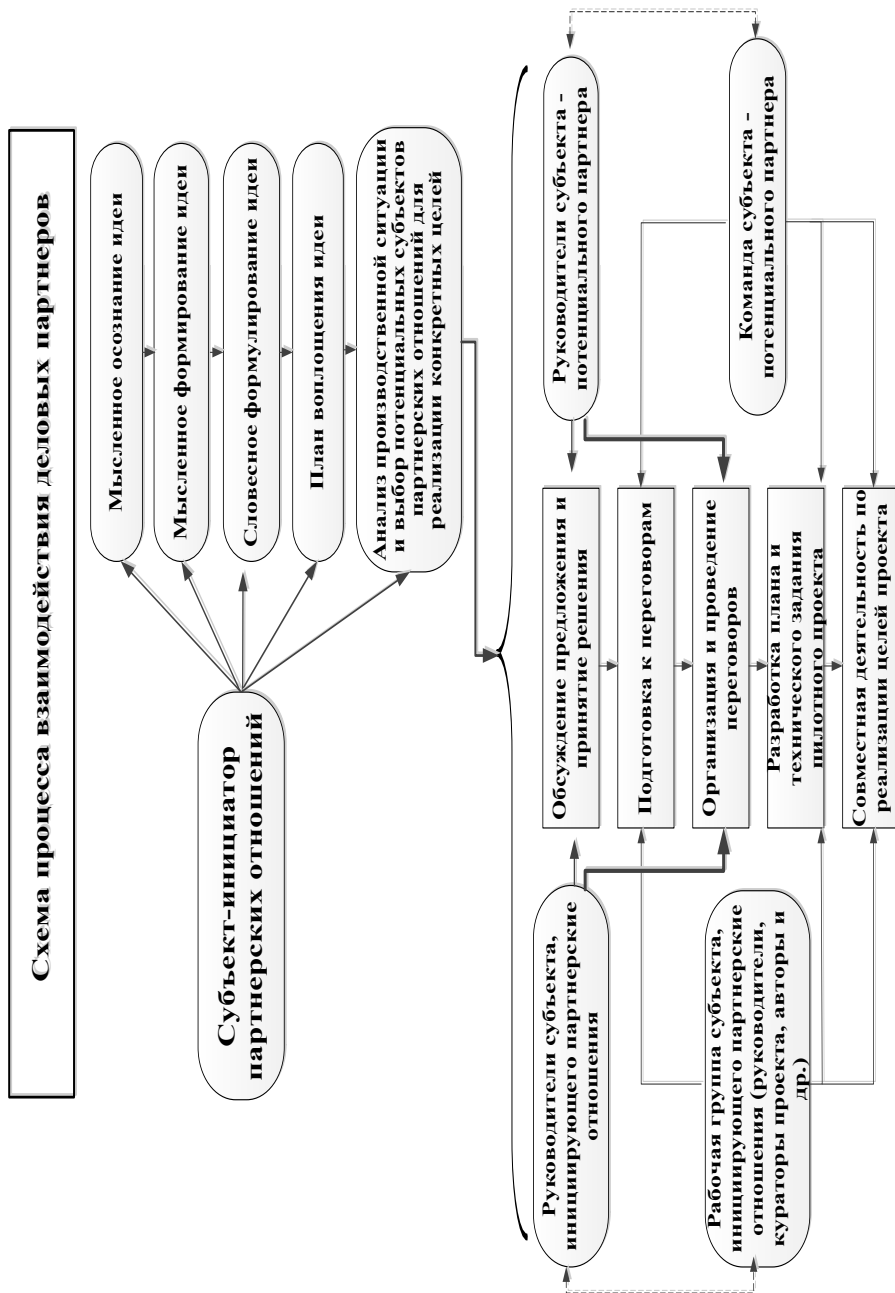 Схема процесса взаимодействия деловых партнеров
Субъект-инициатор
партнерских отношений
Мысленное осознание идеи
Мысленное формирование идеи
Словесное формулирование идеи
План воплощения идеи
Анализ производственной ситуации
и выбор потенциальных субъектов
партнерских отношений для
реализации конкретных целей
Руководители субъекта,
инициирующего партнерские
отношения
Рабочая группа субъекта,
инициирующего партнерские
отношения (руководители,
кураторы проекта, авторы и
др.)
Обсуждение предложения и
принятие решения
Подготовка к переговорам
Организация и проведение
переговоров
Разработка плана и
технического задания
пилотного проекта
Совместная деятельность по
реализации целей проекта
Руководители субъекта -
потенциального партнера
Команда субъекта -
потенциального партнера